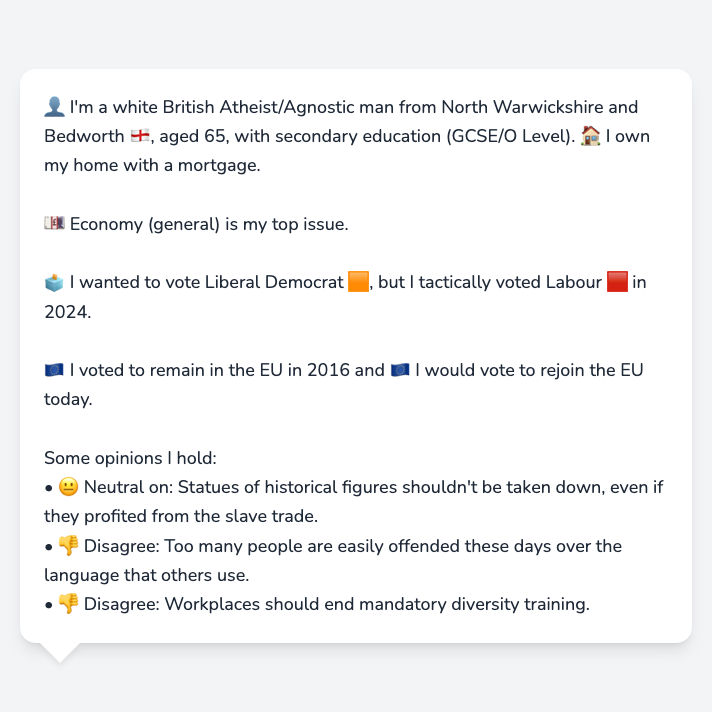 👤 I'm a white British Atheist/Agnostic man from North Warwickshire and
Bedworth 🏴󠁧󠁢󠁥󠁮󠁧󠁿, aged 65, with secondary education (GCSE/O Level). 🏠 I own
my home with a mortgage.
💷 Economy (general) is my top issue.
🗳️ I wanted to vote Liberal Democrat 🟧, but I tactically voted Labour 🟥 in
2024.
🇪🇺 I voted to remain in the EU in 2016 and 🇪🇺 I would vote to rejoin the EU
today.
Some opinions I hold:
• 😐 Neutral on: Statues of historical figures shouldn't be taken down, even if
they profited from the slave trade.
• 👎 Disagree: Too many people are easily offended these days over the
language that others use.
• 👎 Disagree: Workplaces should end mandatory diversity training.